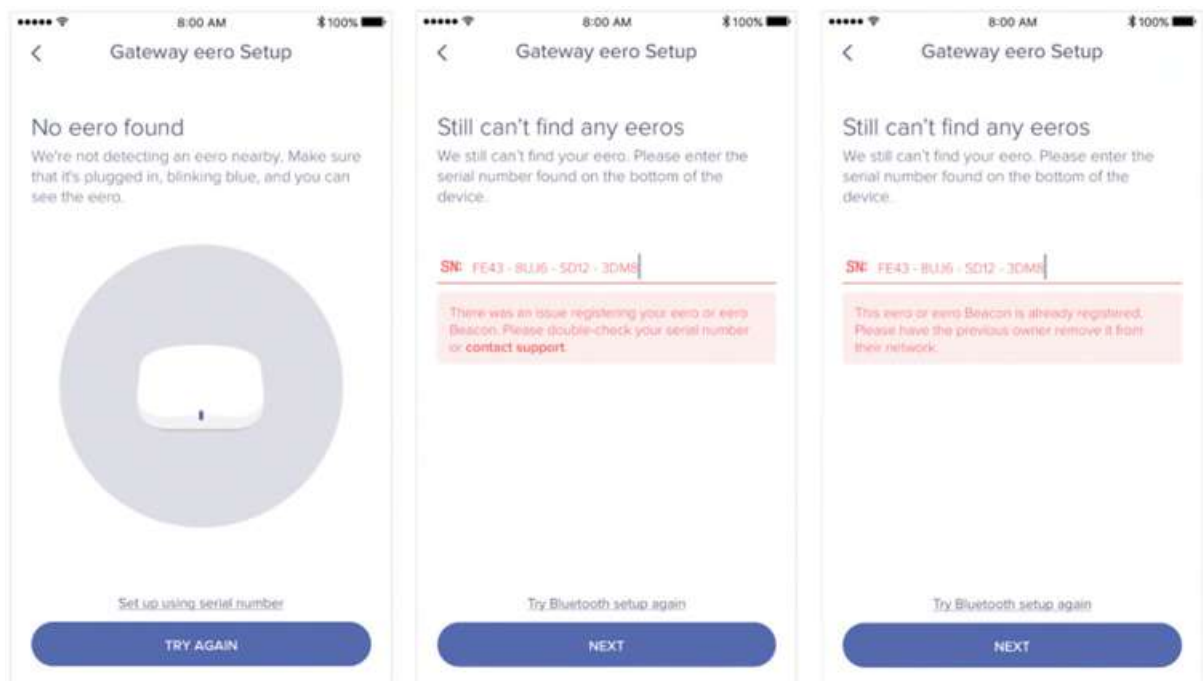 8:00 AM
100%
Gateway eero Setup
No eero found
We're not detecting an eero nearby. Make sure
that it's plugged in, blinking blue, and you can
see the eero.
Set up using serial number
TRY AGAIN
8:00 AM
100%
Gateway eero Setup
Still can't find any eeros
We still can't find your eero. Please enter the
serial number found on the bottom of the
device.
SN: FE43 - 8UJ6 - SD12 - 3DM8
There was an issue registering your eero or eero
Beacon. Please double-check your serial number
or contact support.
Try Bluetooth setup again
NEXT
8:00 AM
100%
Gateway eero Setup
Still can't find any eeros
We still can't find your eero. Please enter the
serial number found on the bottom of the
device.
SN: FE43 - 8UJ6 - SD12 - 3DM8
This eero or eero Beacon is already registered.
Please have the previous owner remove it from
their network.
Try Bluetooth setup again
NEXT